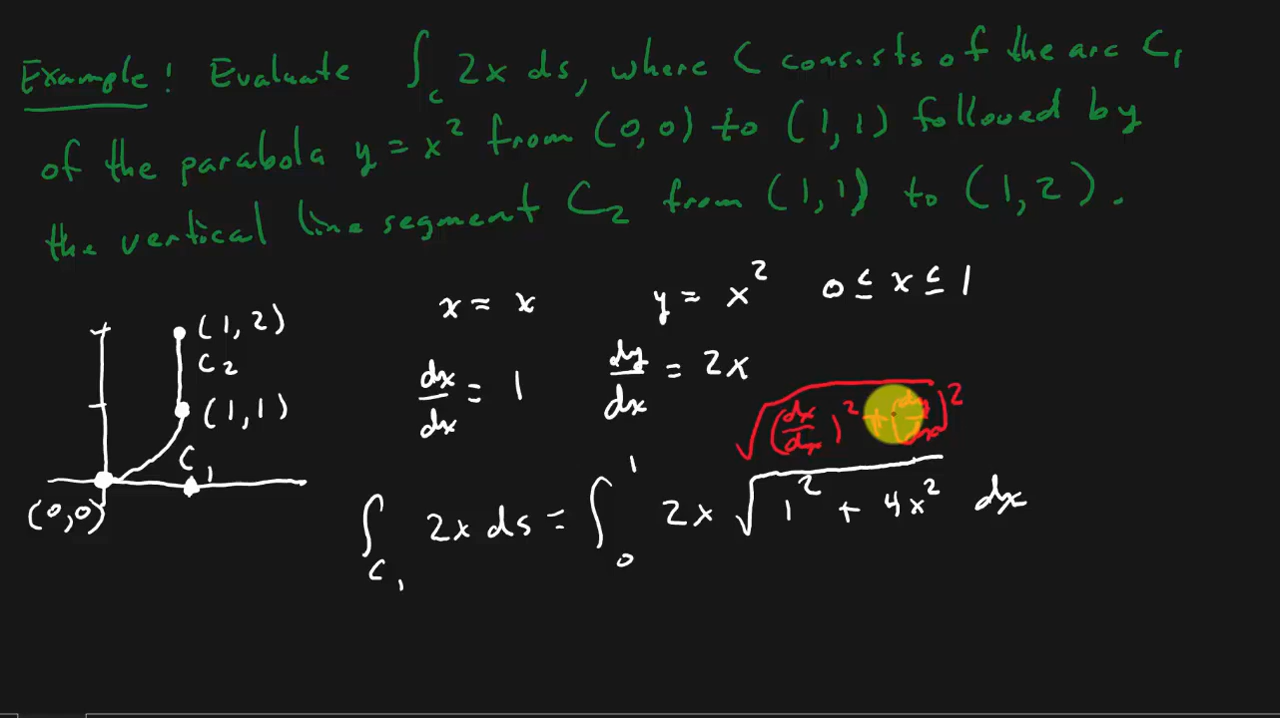 Example! Evaluate ∫_C 2x ds, where C consists of the arc C₁
of the parabola y = x² from (0,0) to (1,1) followed by
the vertical line segment C₂ from (1,1) to (1,2).
x = x y = x² 0 ≤ x ≤ 1
(1,2)
C₂
(1,1)
C₁
(0,0)
dx/dx = 1 dy/dx = 2x
√((dx/dx)² + (dy/dx)²
∫_C₁ 2x ds = ∫₀¹ 2x √(1² + 4x²) dx